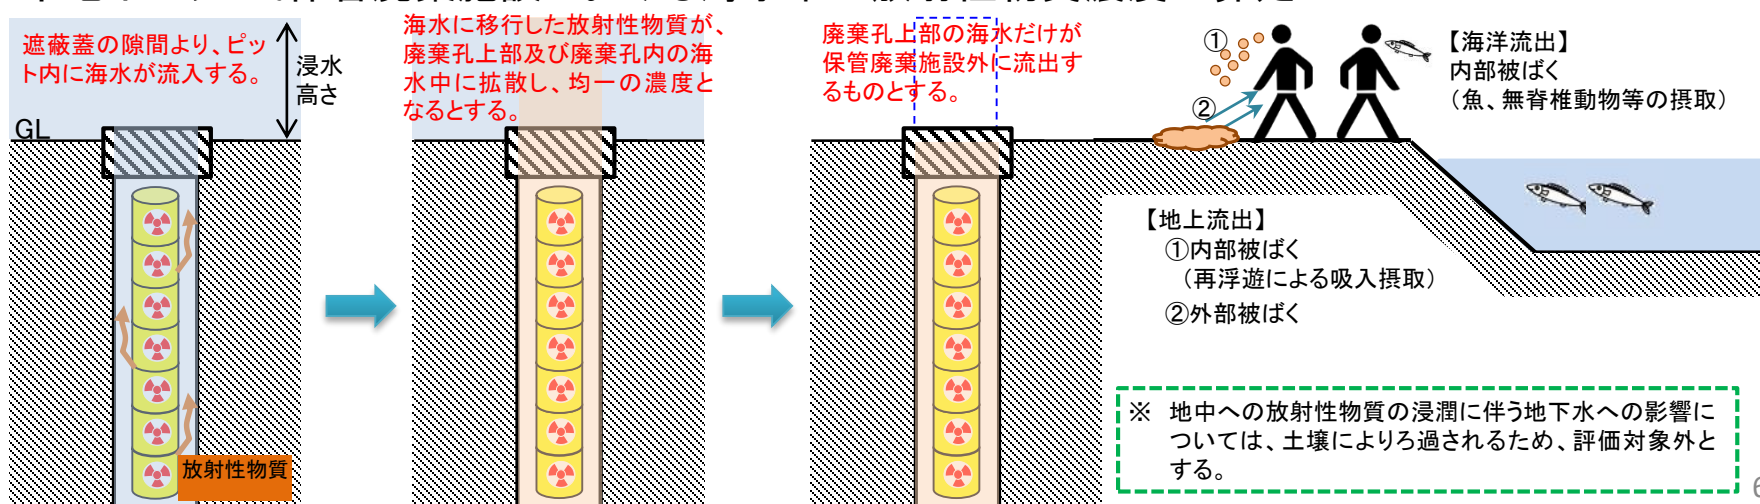 遮蔽蓋の隙間より、ピッ
ト内に海水が流入する。
浸水
高さ
GL
放射性物質
海水に移行した放射性物質が、
廃棄孔上部及び廃棄孔内の海
水中に拡散し、均一の濃度と
なるとする。
廃棄孔上部の海水だけが
保管廃棄施設外に流出す
るものとする。
①
②
【海洋流出】
内部被ばく
(魚、無脊椎動物等の摂取)
【地上流出】
①内部被ばく
(再浮遊による吸入摂取)
②外部被ばく
※ 地中への放射性物質の浸潤に伴う地下水への影響に
ついては、土壌によりろ過されるため、評価対象外と
する。